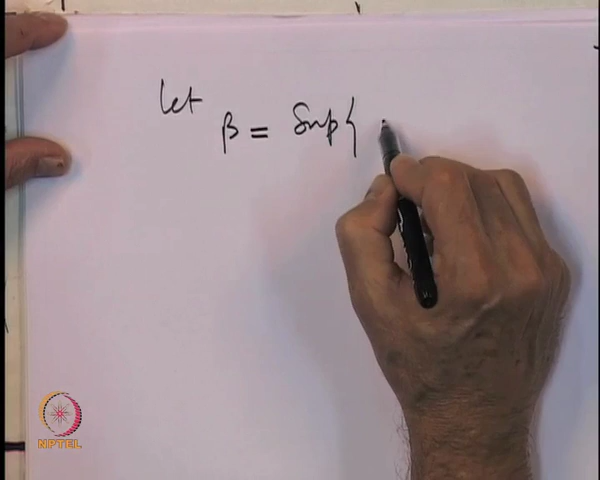 let
β = Sup {
NPTEL